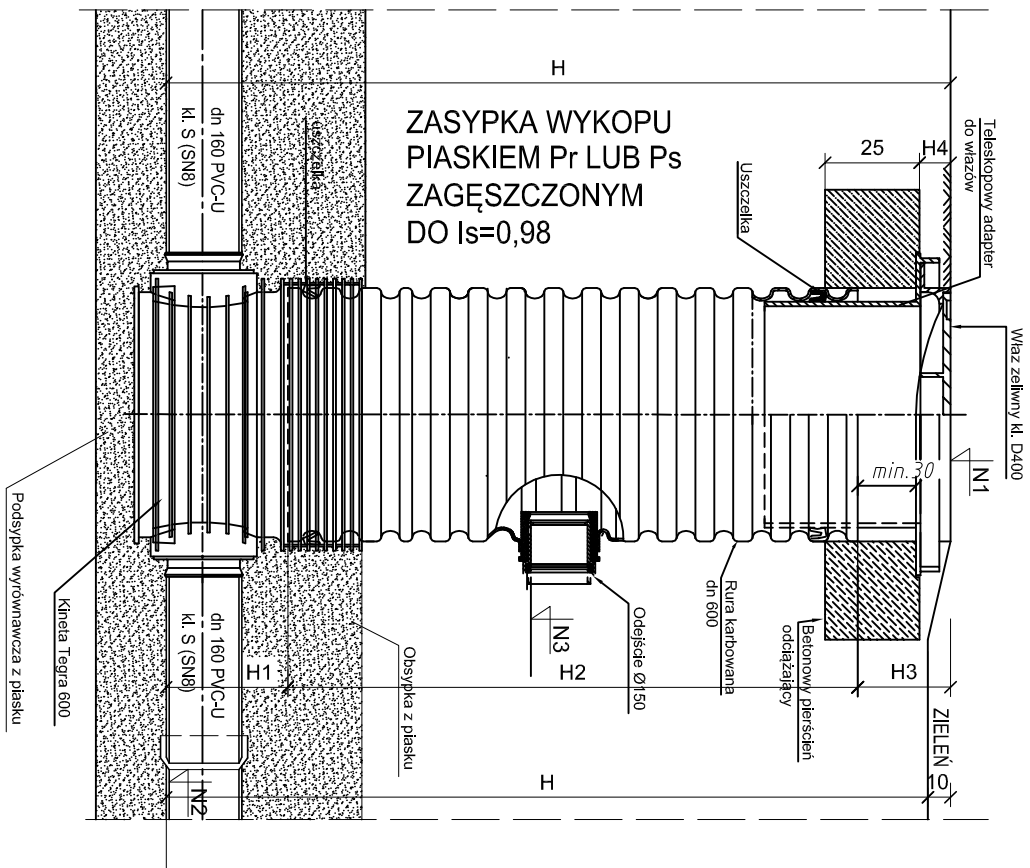 H
ZASYPKA WYKOPU
PIASKIEM Pr LUB Ps
ZAGĘSZCZONYM
DO Is=0,98
dn 160 PVC-U
kl. S (SN8)
uszczelka
Uszczelka
25
H4
Teleskopowy adapter
do włazów
Właz żeliwny kl. D400
N1
min.30
Podsypka wyrównawcza z piasku
Kineta Tegra 600
dn 160 PVC-U
kl. S (SN8)
N2
H1
Obsypka z piasku
N3
H2
Odejście Ø150
Rura karbowana
dn 600
Betonowy pierścień
odciążający
H3
ZIELEŃ
10
H